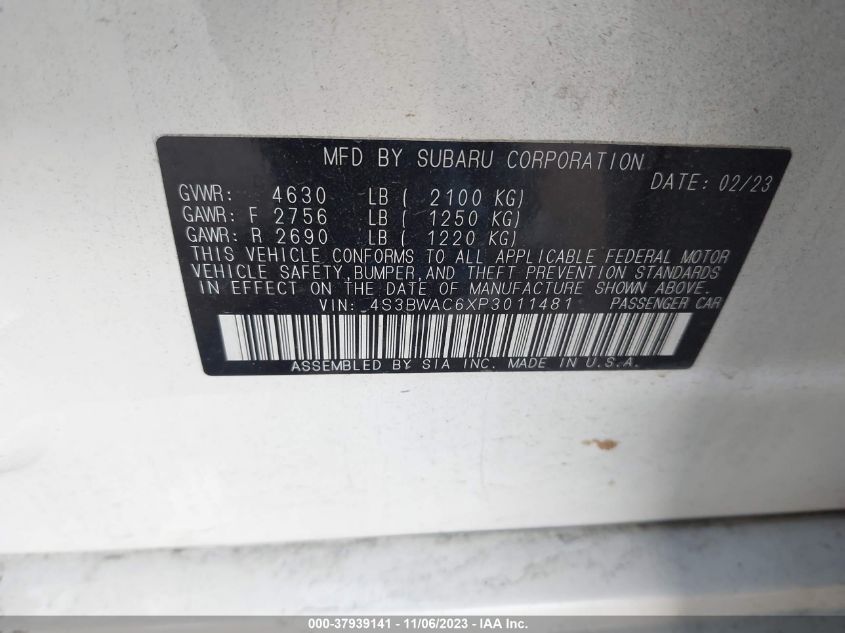 MFD BY SUBARU CORPORATION
DATE: 02/23
GVWR: 4630 LB ( 2100 KG)
GAWR: F 2756 LB ( 1250 KG)
GAWR: R 2690 LB ( 1220 KG)
THIS VEHICLE CONFORMS TO ALL APPLICABLE FEDERAL MOTOR
VEHICLE SAFETY, BUMPER, AND THEFT PREVENTION STANDARDS
IN EFFECT ON THE DATE OF MANUFACTURE SHOWN ABOVE.
VIN: 4S3BWAC6XP3011481 PASSENGER CAR
ASSEMBLED BY SIA INC. MADE IN U.S.A.
000-37939141 - 11/06/2023 - IAA Inc.